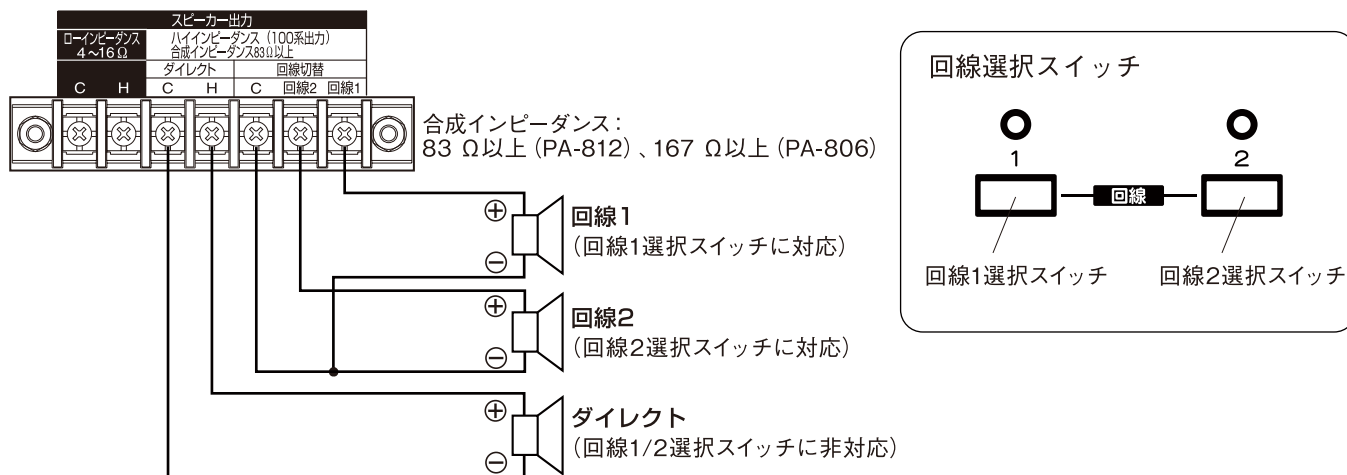 スピーカー出力
ローインピーダンス
4～16Ω
ハイインピーダンス（100系出力）
合成インピーダンス83Ω以上
ダイレクト 回線切替
C H C H C 回線2 回線1
合成インピーダンス：
83 Ω以上（PA-812）、167 Ω以上（PA-806）
⊕
回線1
（回線1選択スイッチに対応）
⊖
⊕
回線2
（回線2選択スイッチに対応）
⊖
⊕
ダイレクト
（回線1/2選択スイッチに非対応）
⊖
回線選択スイッチ
1 2
回線
回線1選択スイッチ 回線2選択スイッチ